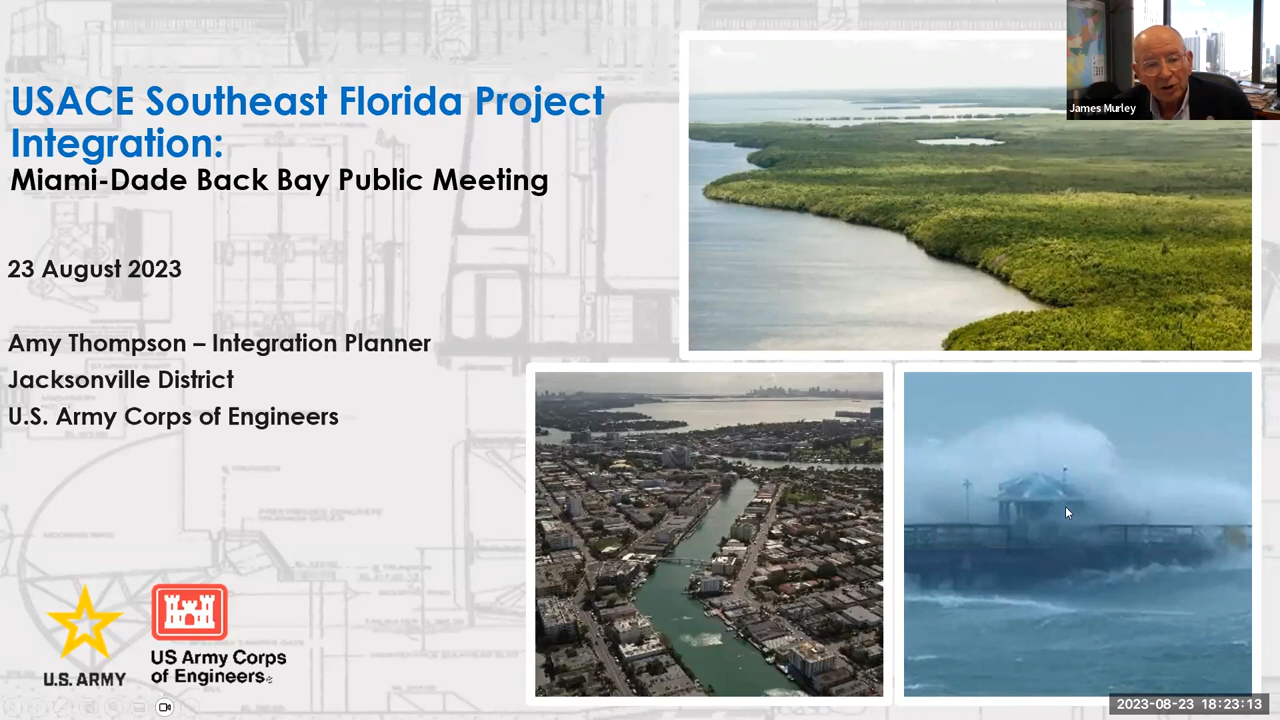 USACE Southeast Florida Project
Integration:
Miami-Dade Back Bay Public Meeting
23 August 2023
Amy Thompson – Integration Planner
Jacksonville District
U.S. Army Corps of Engineers
U.S. ARMY
US Army Corps
of Engineers®
James Murley
2023-08-23 18:23:13